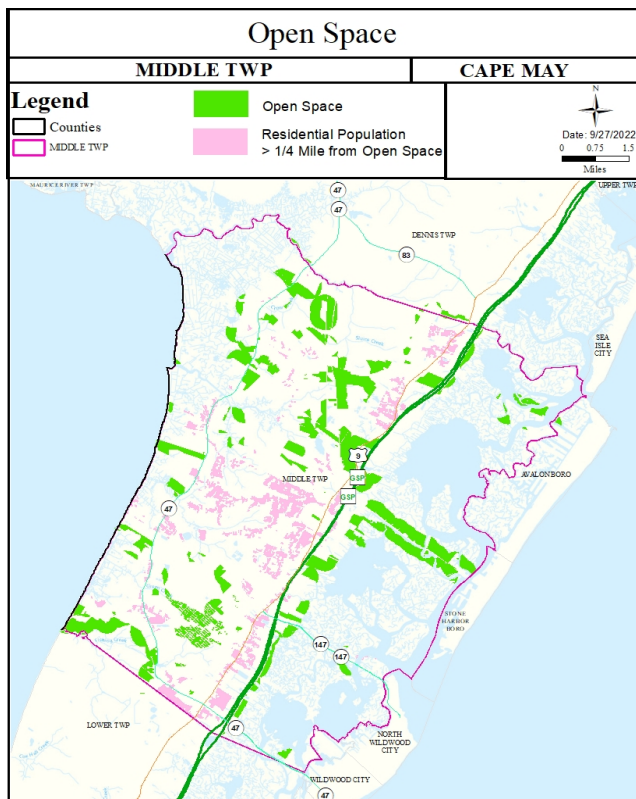 Open Space
MIDDLE TWP
CAPE MAY
Legend
Counties
MIDDLE TWP
Open Space
Residential Population
> 1/4 Mile from Open Space
N
Date: 9/27/2022
0 0.75 1.5
Miles
MAURICE RIVER TWP
UPPER TWP
47
47
DENNIS TWP
83
SEA
ISLE
CITY
9
AVALON BORO
MIDDLE TWP
GSP
GSP
47
STONE
HARBOR
BORO
147
147
LOWER TWP
47
NORTH
WILDWOOD
CITY
WILDWOOD CITY
47